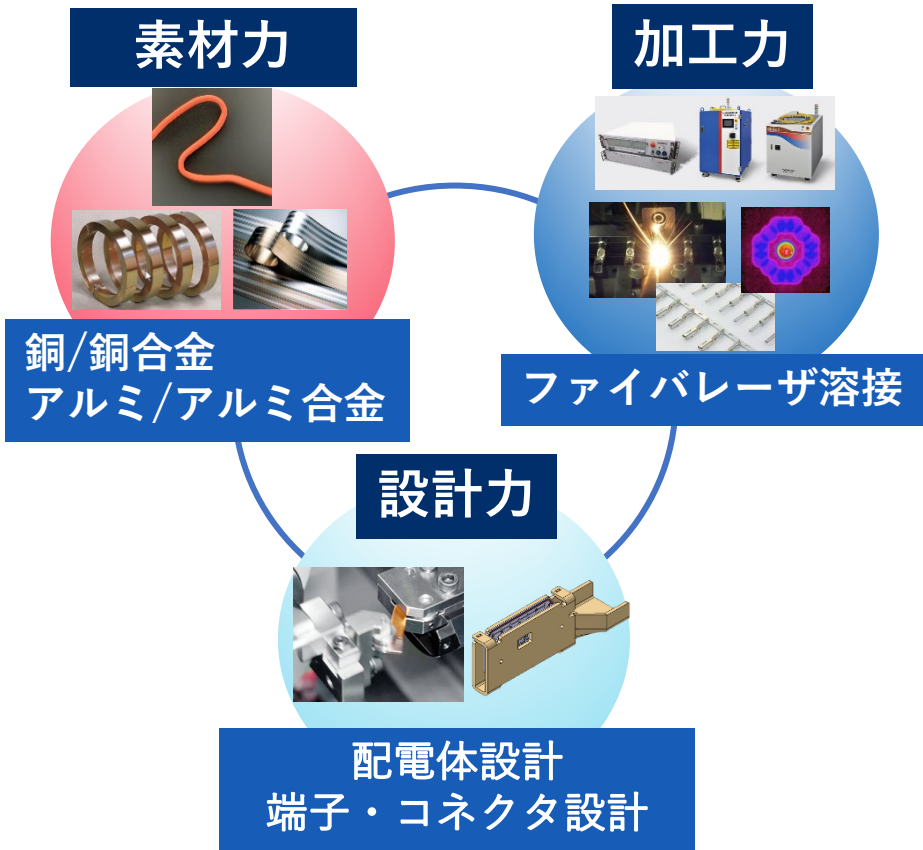 素材力
加工力
銅/銅合金
アルミ/アルミ合金
ファイバレーザ溶接
設計力
配電体設計
端子・コネクタ設計